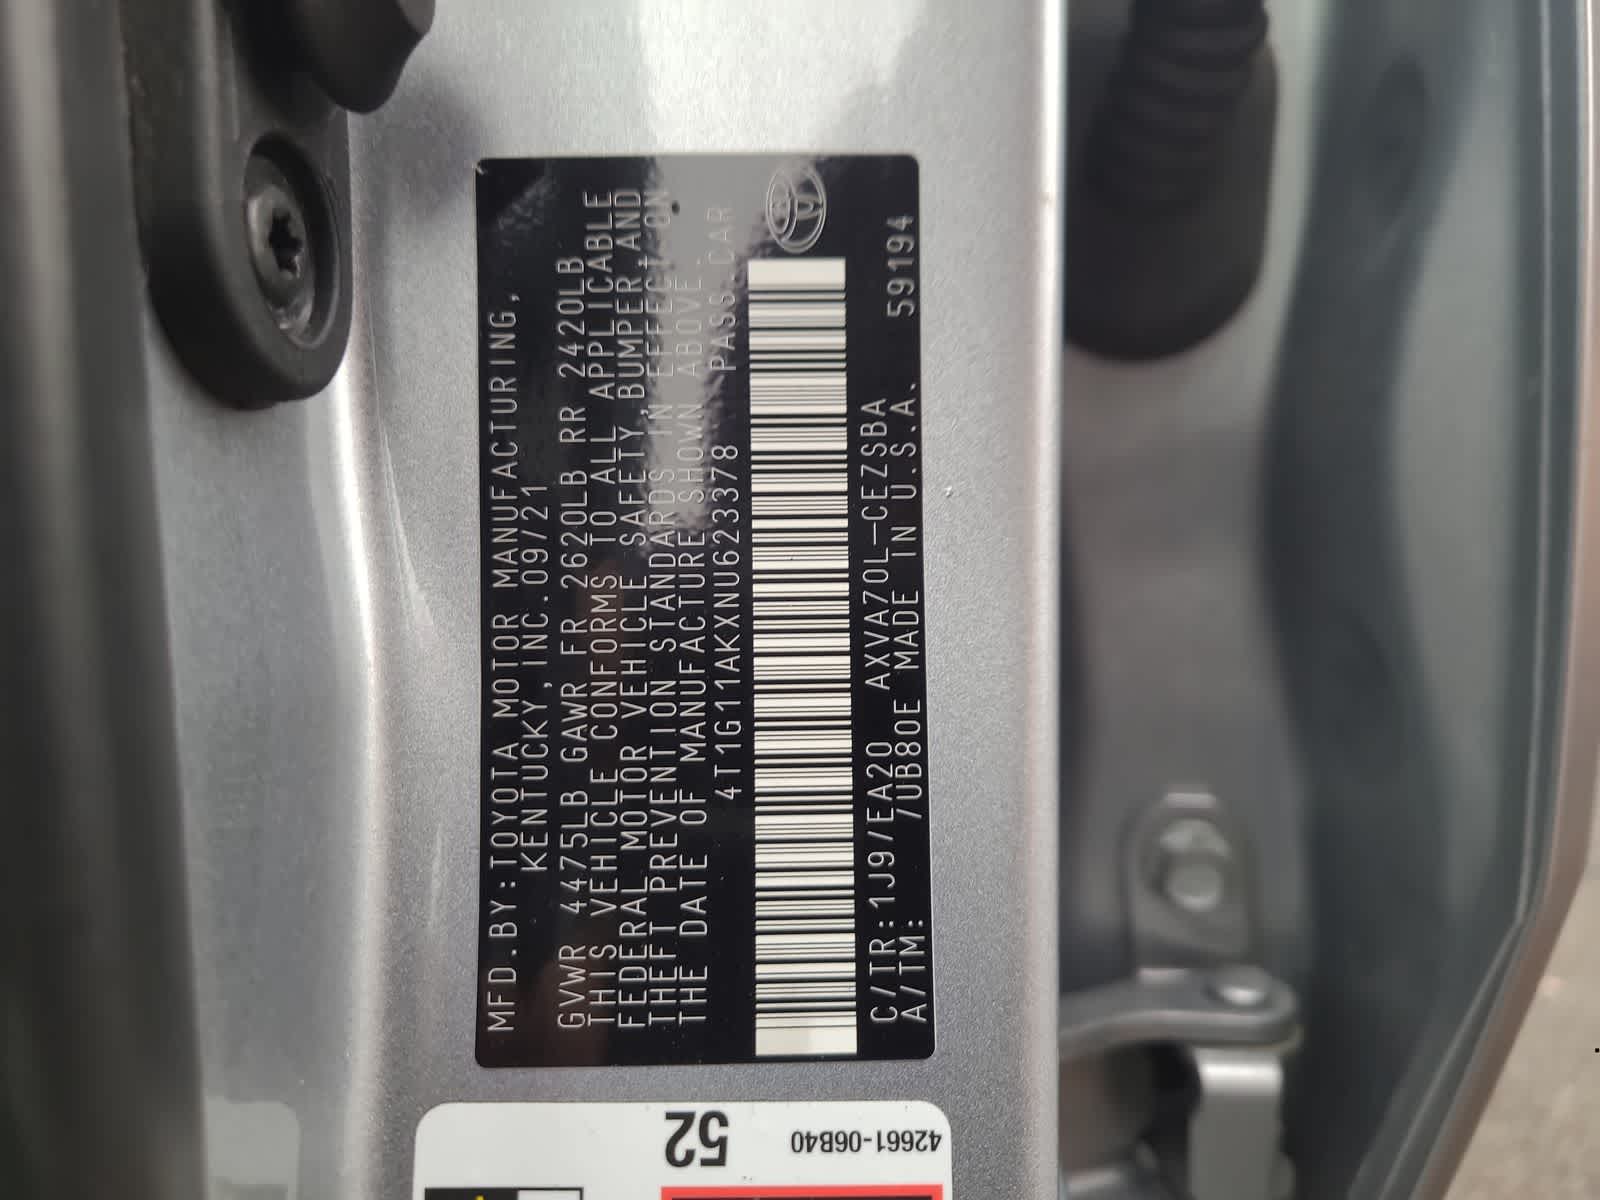 MFD.BY:TOYOTA MOTOR MANUFACTURING,
KENTUCKY,INC.09/21
GVWR 4475LB GAWR FR 2620LB RR 2420LB
THIS VEHICLE CONFORMS TO ALL APPLICABLE
FEDERAL MOTOR VEHICLE SAFETY,BUMPER,AND
THEFT PREVENTION STANDARDS IN EFFECT ON
THE DATE OF MANUFACTURE SHOWN ABOVE.
4T1G11AKXNU623378 PASS.CAR
C/TR:1J9/EA20 AXVA70L-CEZSBA
A/TM: /UB80E MADE IN U.S.A. 59194
52
42661-06B40